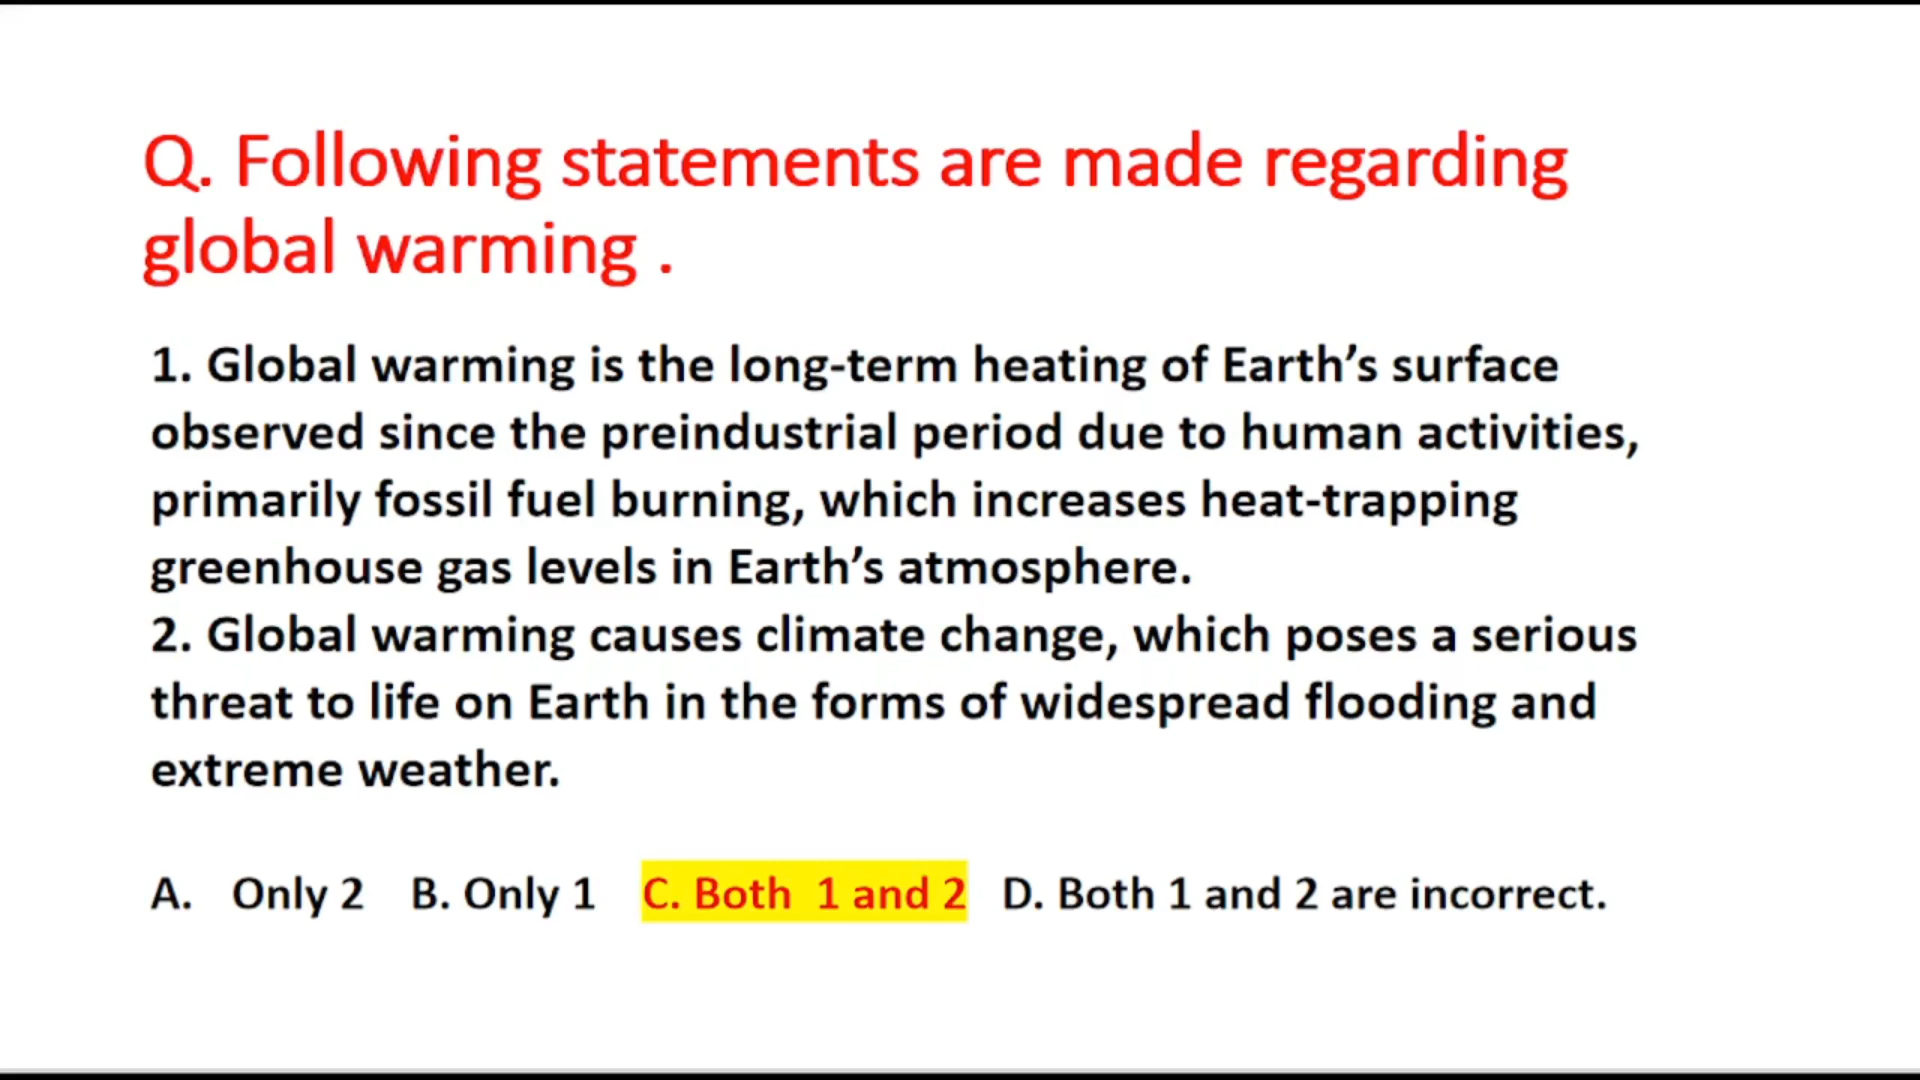 Q. Following statements are made regarding
global warming .
1. Global warming is the long-term heating of Earth’s surface
observed since the preindustrial period due to human activities,
primarily fossil fuel burning, which increases heat-trapping
greenhouse gas levels in Earth’s atmosphere.
2. Global warming causes climate change, which poses a serious
threat to life on Earth in the forms of widespread flooding and
extreme weather.
A. Only 2 B. Only 1 C. Both 1 and 2 D. Both 1 and 2 are incorrect.